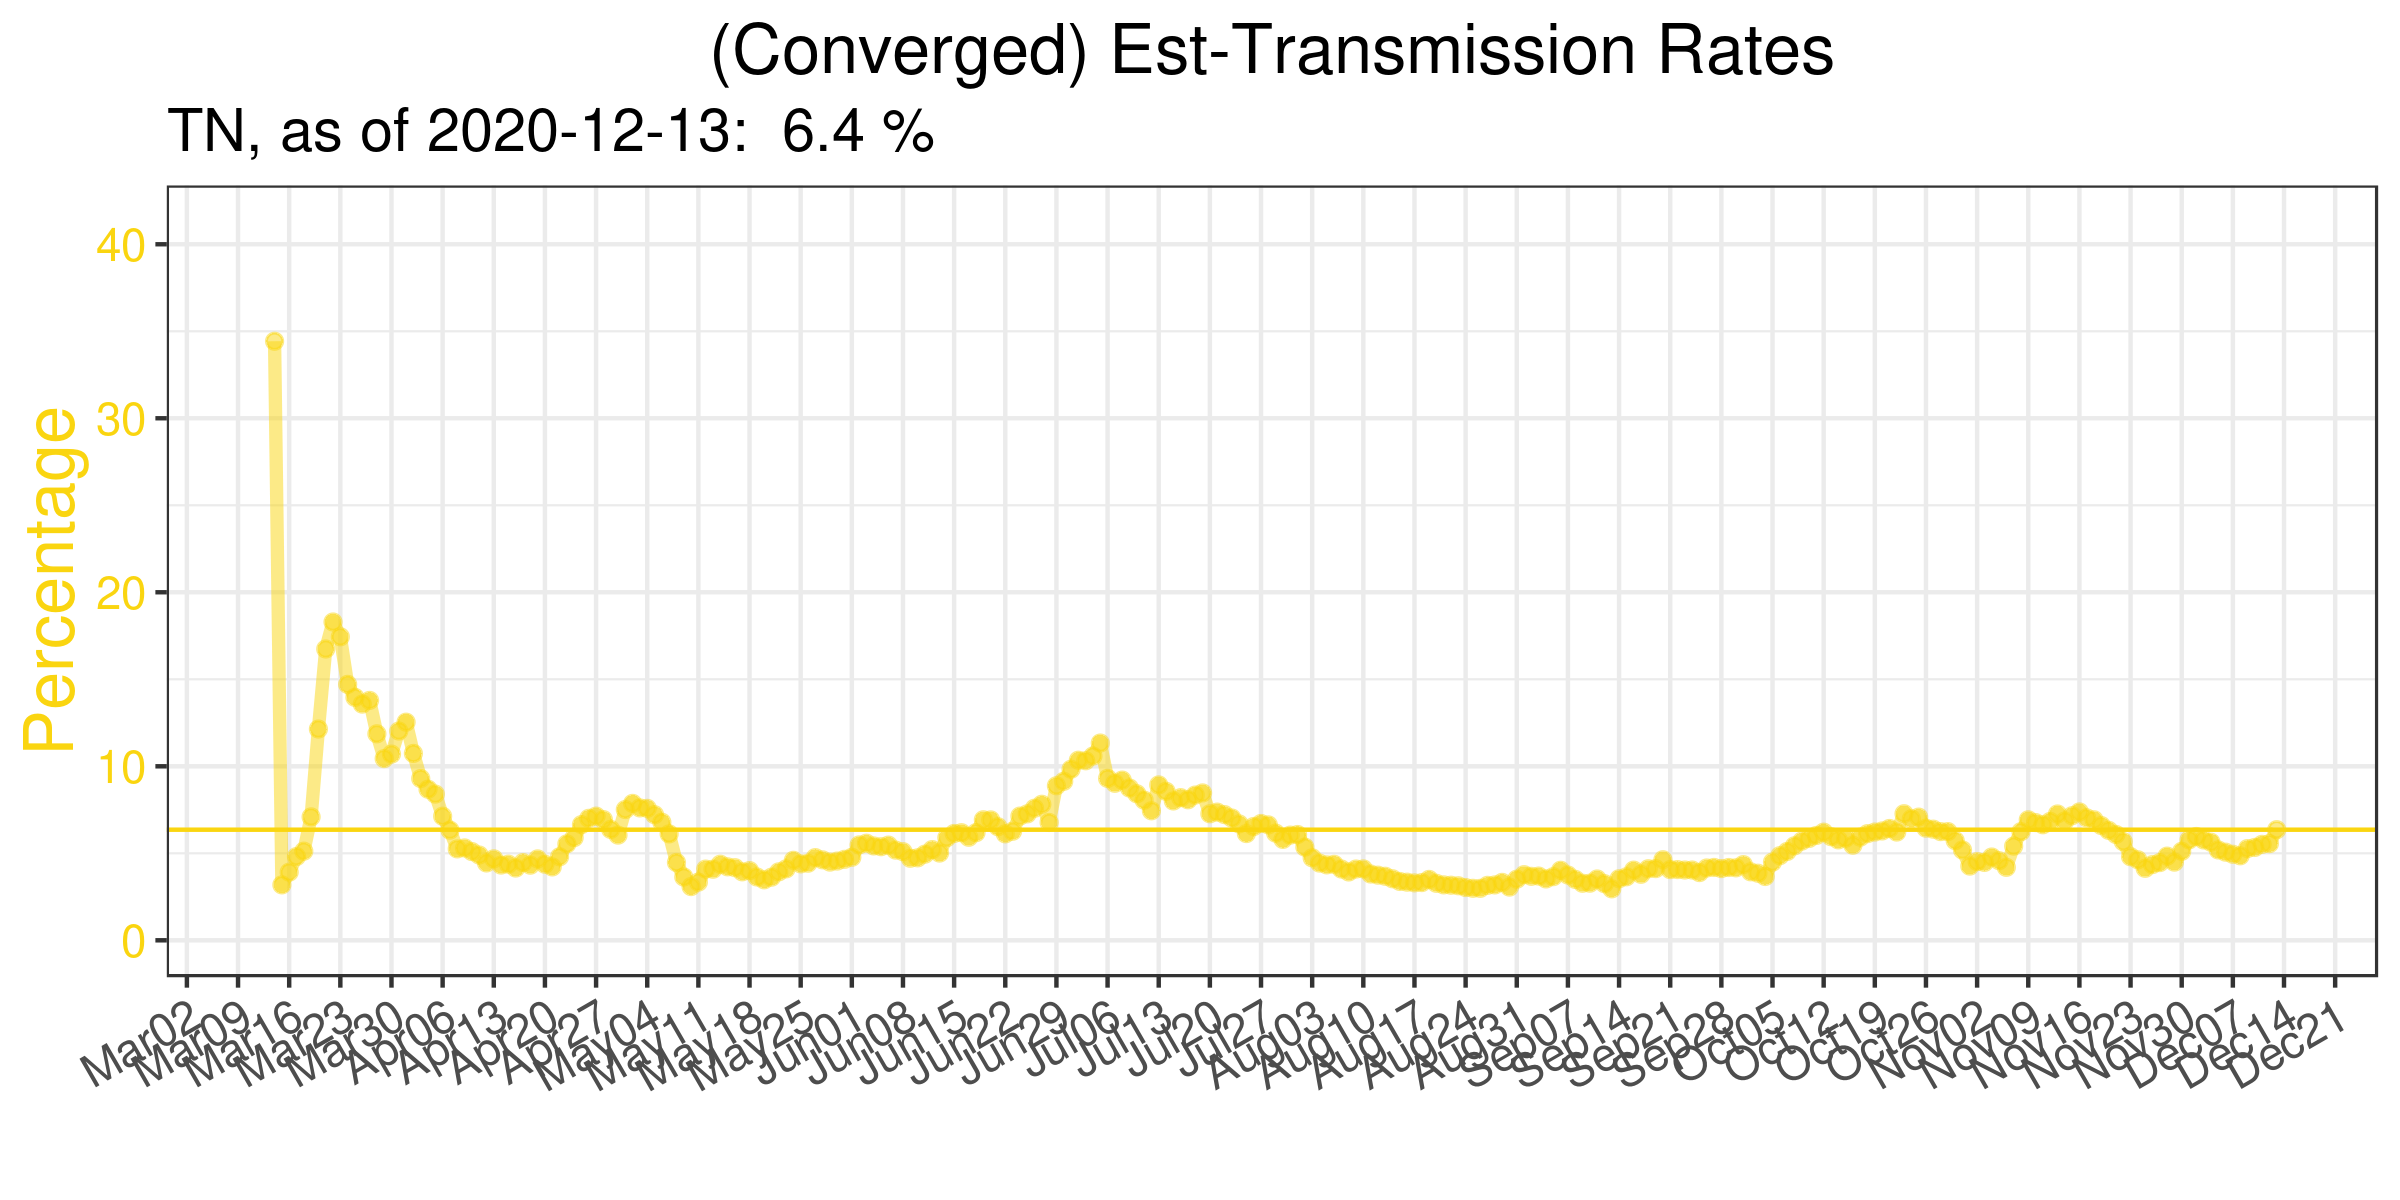 (Converged) Est-Transmission Rates
TN, as of 2020-12-13:  6.4 %
Percentage
40
30
20
10
0
Mar02
Mar09
Mar16
Mar23
Mar30
Apr06
Apr13
Apr20
Apr27
May04
May11
May18
May25
Jun01
Jun08
Jun15
Jun22
Jun29
Jul06
Jul13
Jul20
Jul27
Aug03
Aug10
Aug17
Aug24
Aug31
Sep07
Sep14
Sep21
Sep28
Oct05
Oct12
Oct19
Oct26
Nov02
Nov09
Nov16
Nov23
Nov30
Dec07
Dec14
Dec21